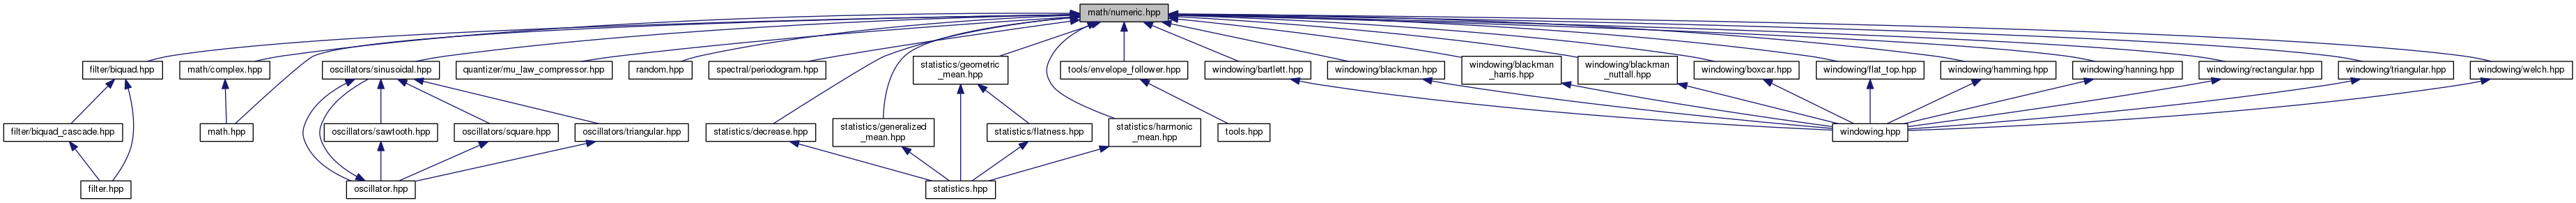 math/numeric.hpp
filter/biquad.hpp
math/complex.hpp
oscillators/sinusoidal.hpp
quantizer/mu_law_compressor.hpp
random.hpp
spectral/periodogram.hpp
statistics/geometric
_mean.hpp
tools/envelope_follower.hpp
windowing/bartlett.hpp
windowing/blackman.hpp
windowing/blackman
_harris.hpp
windowing/blackman
_nuttall.hpp
windowing/boxcar.hpp
windowing/flat_top.hpp
windowing/hamming.hpp
windowing/hanning.hpp
windowing/rectangular.hpp
windowing/triangular.hpp
windowing/welch.hpp
filter/biquad_cascade.hpp
math.hpp
oscillators/sawtooth.hpp
oscillators/square.hpp
oscillators/triangular.hpp
statistics/decrease.hpp
statistics/generalized
_mean.hpp
statistics/flatness.hpp
statistics/harmonic
_mean.hpp
tools.hpp
windowing.hpp
filter.hpp
oscillator.hpp
statistics.hpp